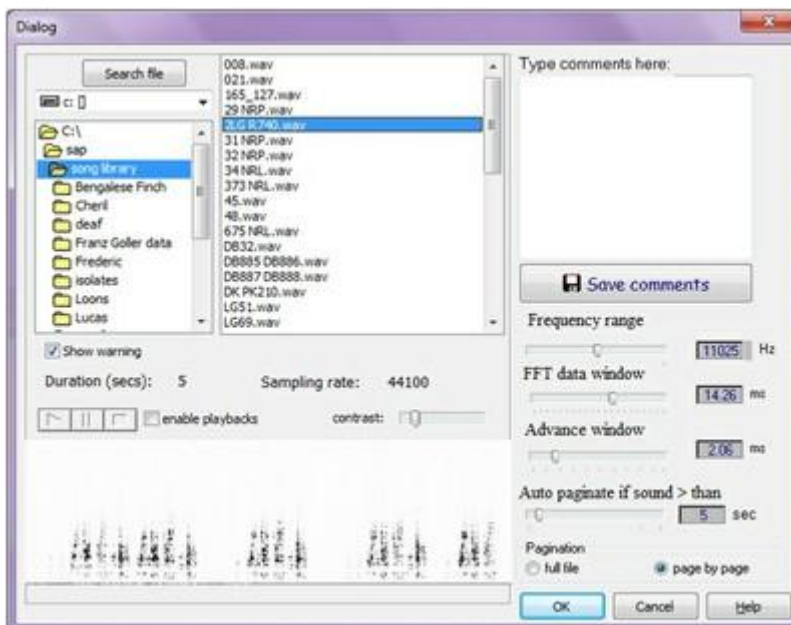 Dialog
Search file
c: []
C:\
sap
song library
Bengalese Finch
Cheril
deaf
Franz Goller data
Frederic
isolates
Loons
Lucas
008.wav
021.wav
165_127.wav
29 NRP.wav
2LG R740.wav
31 NRP.wav
32 NRP.wav
34 NRL.wav
373 NRL.wav
45.wav
48.wav
675 NRL.wav
DB32.wav
DB885 DB886.wav
DB887 DB888.wav
DK PK210.wav
LG51.wav
LG69.wav
Show warning
Duration (secs): 5 Sampling rate: 44100
enable playbacks contrast:
Type comments here:
Save comments
Frequency range
11025 Hz
FFT data window
14.26 ms
Advance window
2.06 ms
Auto paginate if sound > than
5 sec
Pagination
full file page by page
OK Cancel Help